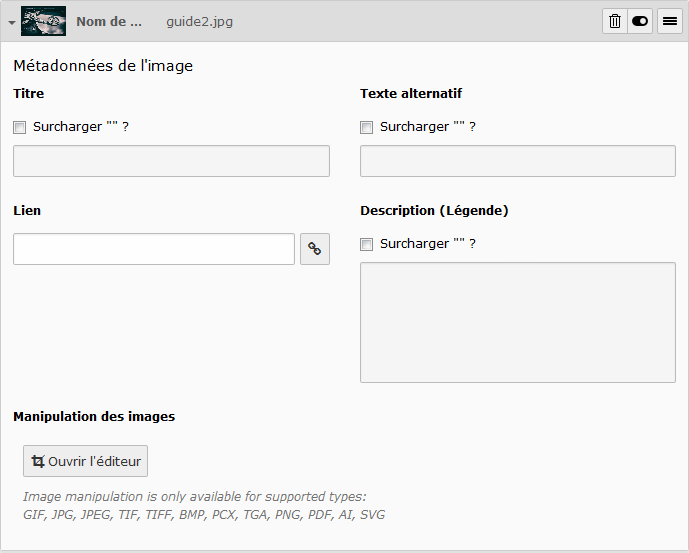 Nom de ... guide2.jpg
Métadonnées de l'image
Titre
Texte alternatif
Surcharger "" ?
Surcharger "" ?
Lien
Description (Légende)
Surcharger "" ?
Manipulation des images
Ouvrir l'éditeur
Image manipulation is only available for supported types:
GIF, JPG, JPEG, TIF, TIFF, BMP, PCX, TGA, PNG, PDF, AI, SVG